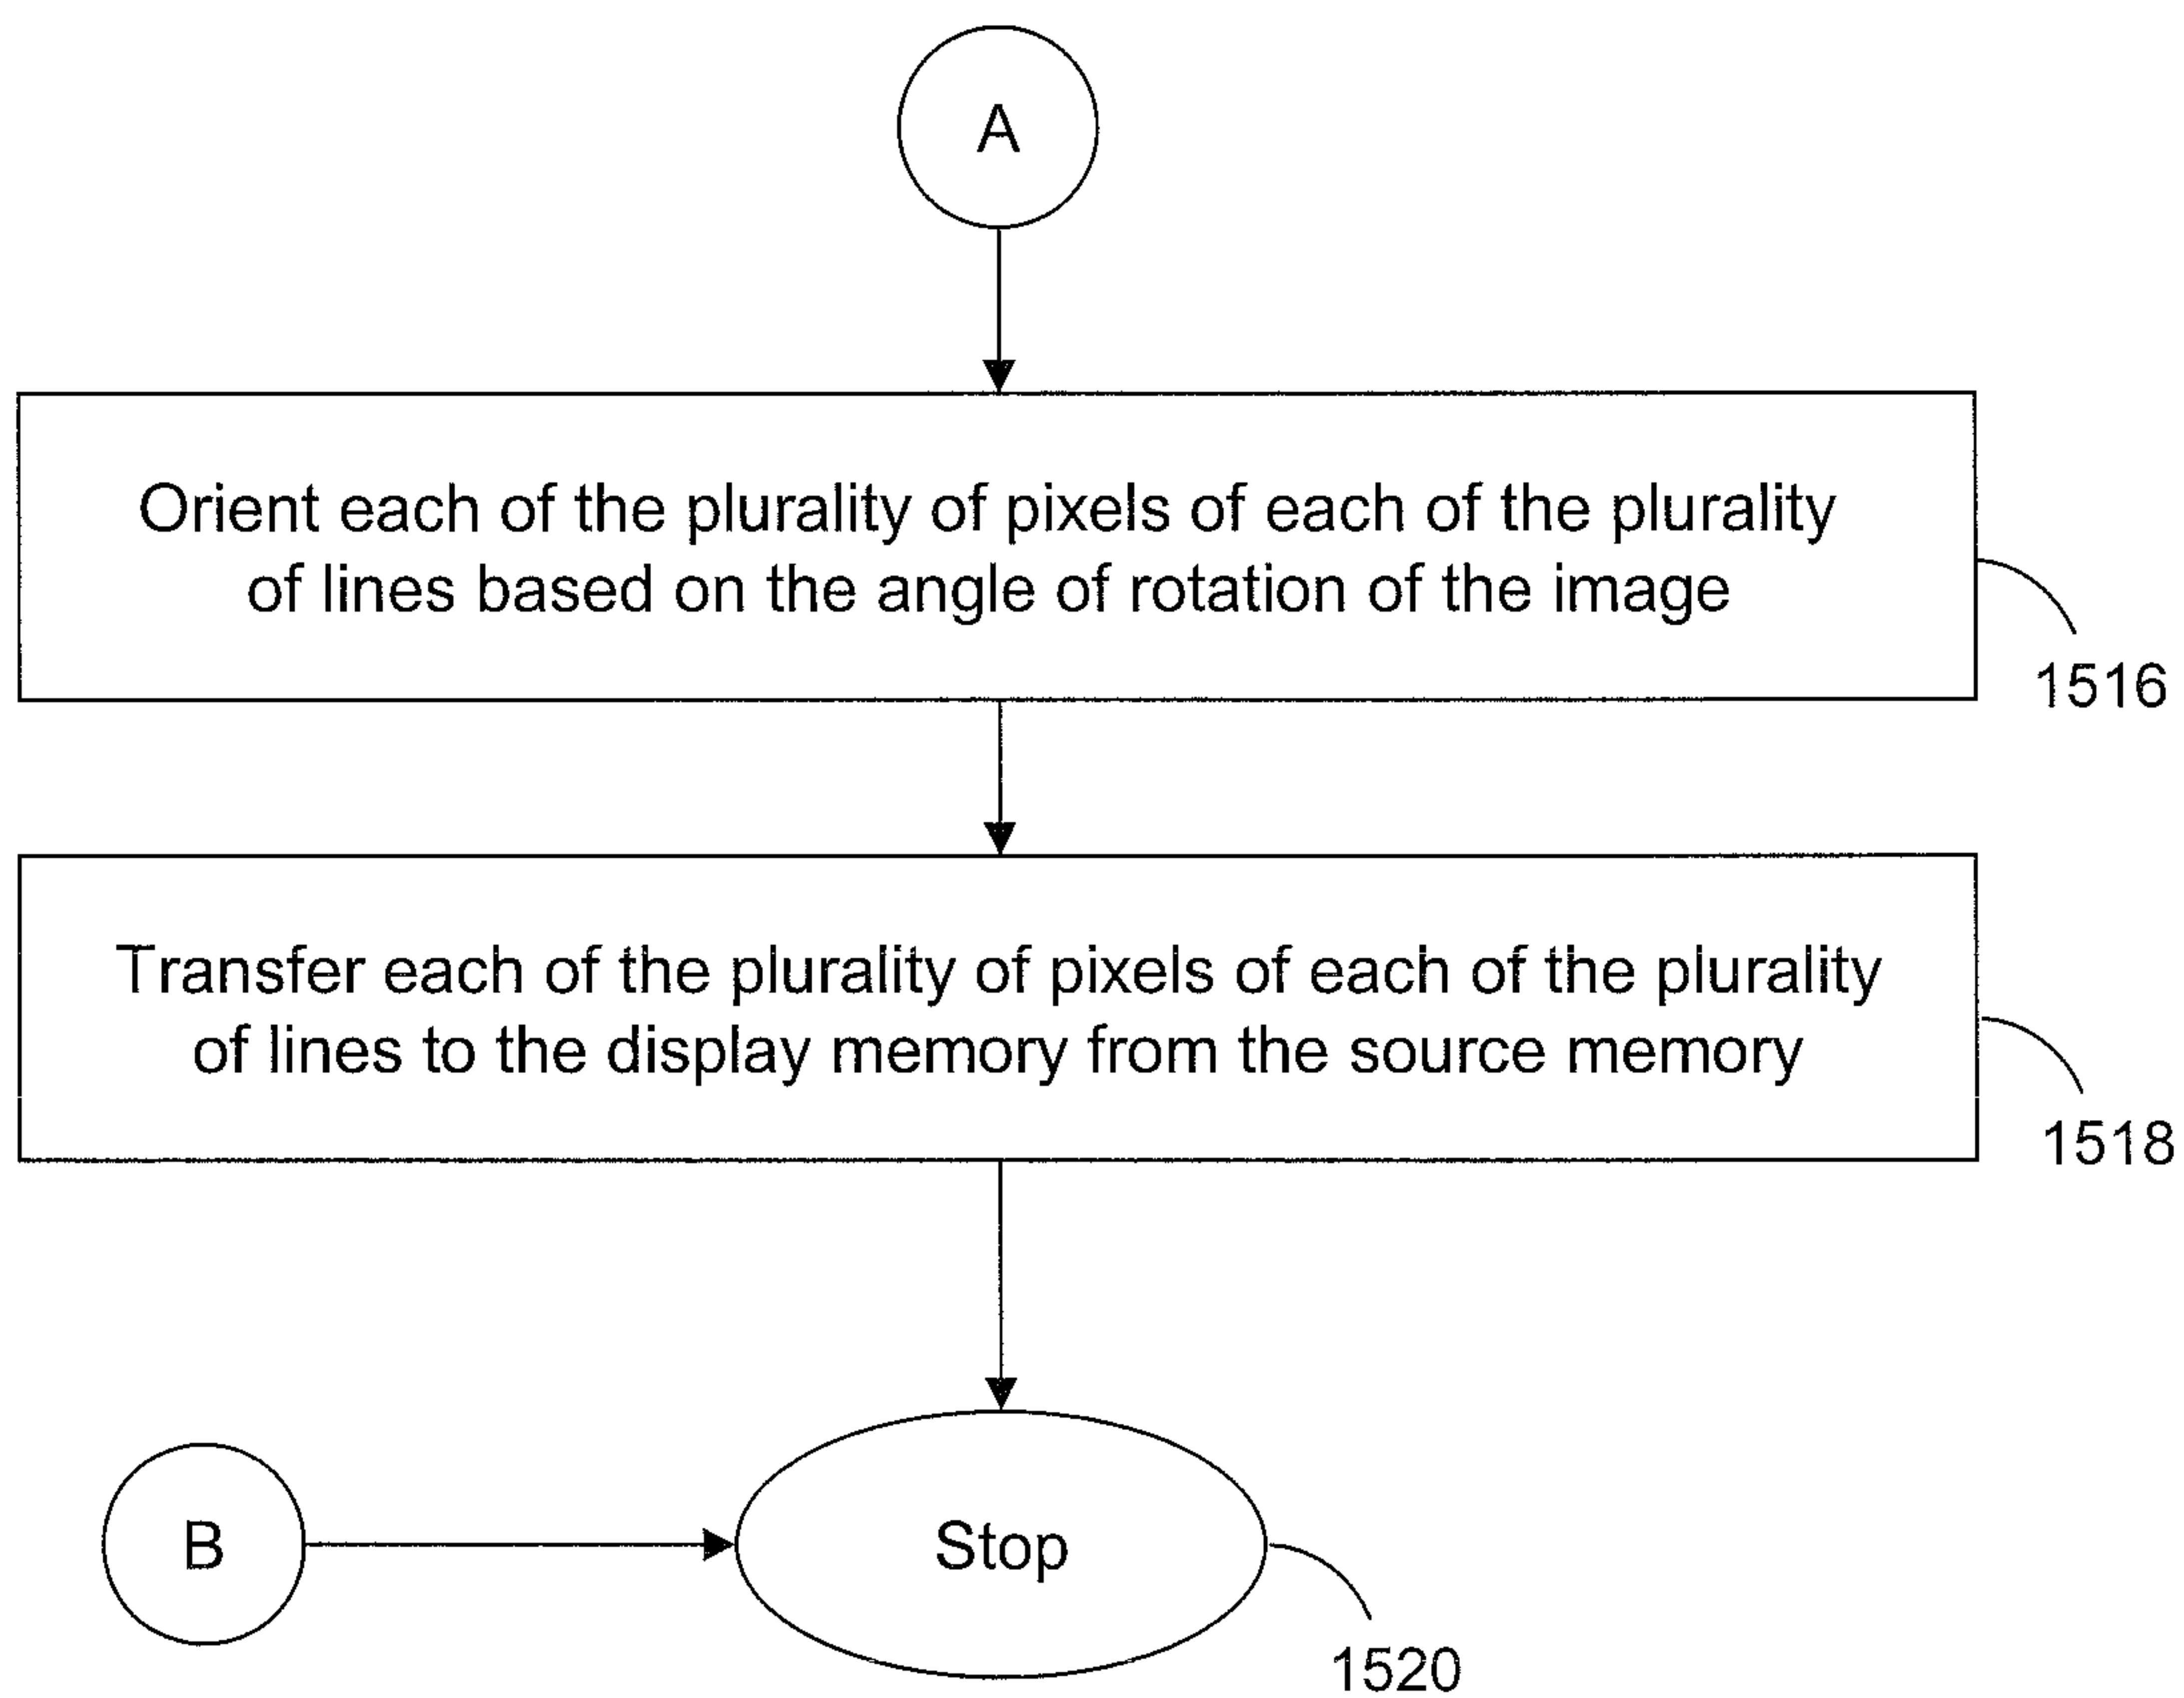 A
Orient each of the plurality of pixels of each of the plurality
of lines based on the angle of rotation of the image
1516
Transfer each of the plurality of pixels of each of the plurality
of lines to the display memory from the source memory
1518
B
Stop
1520